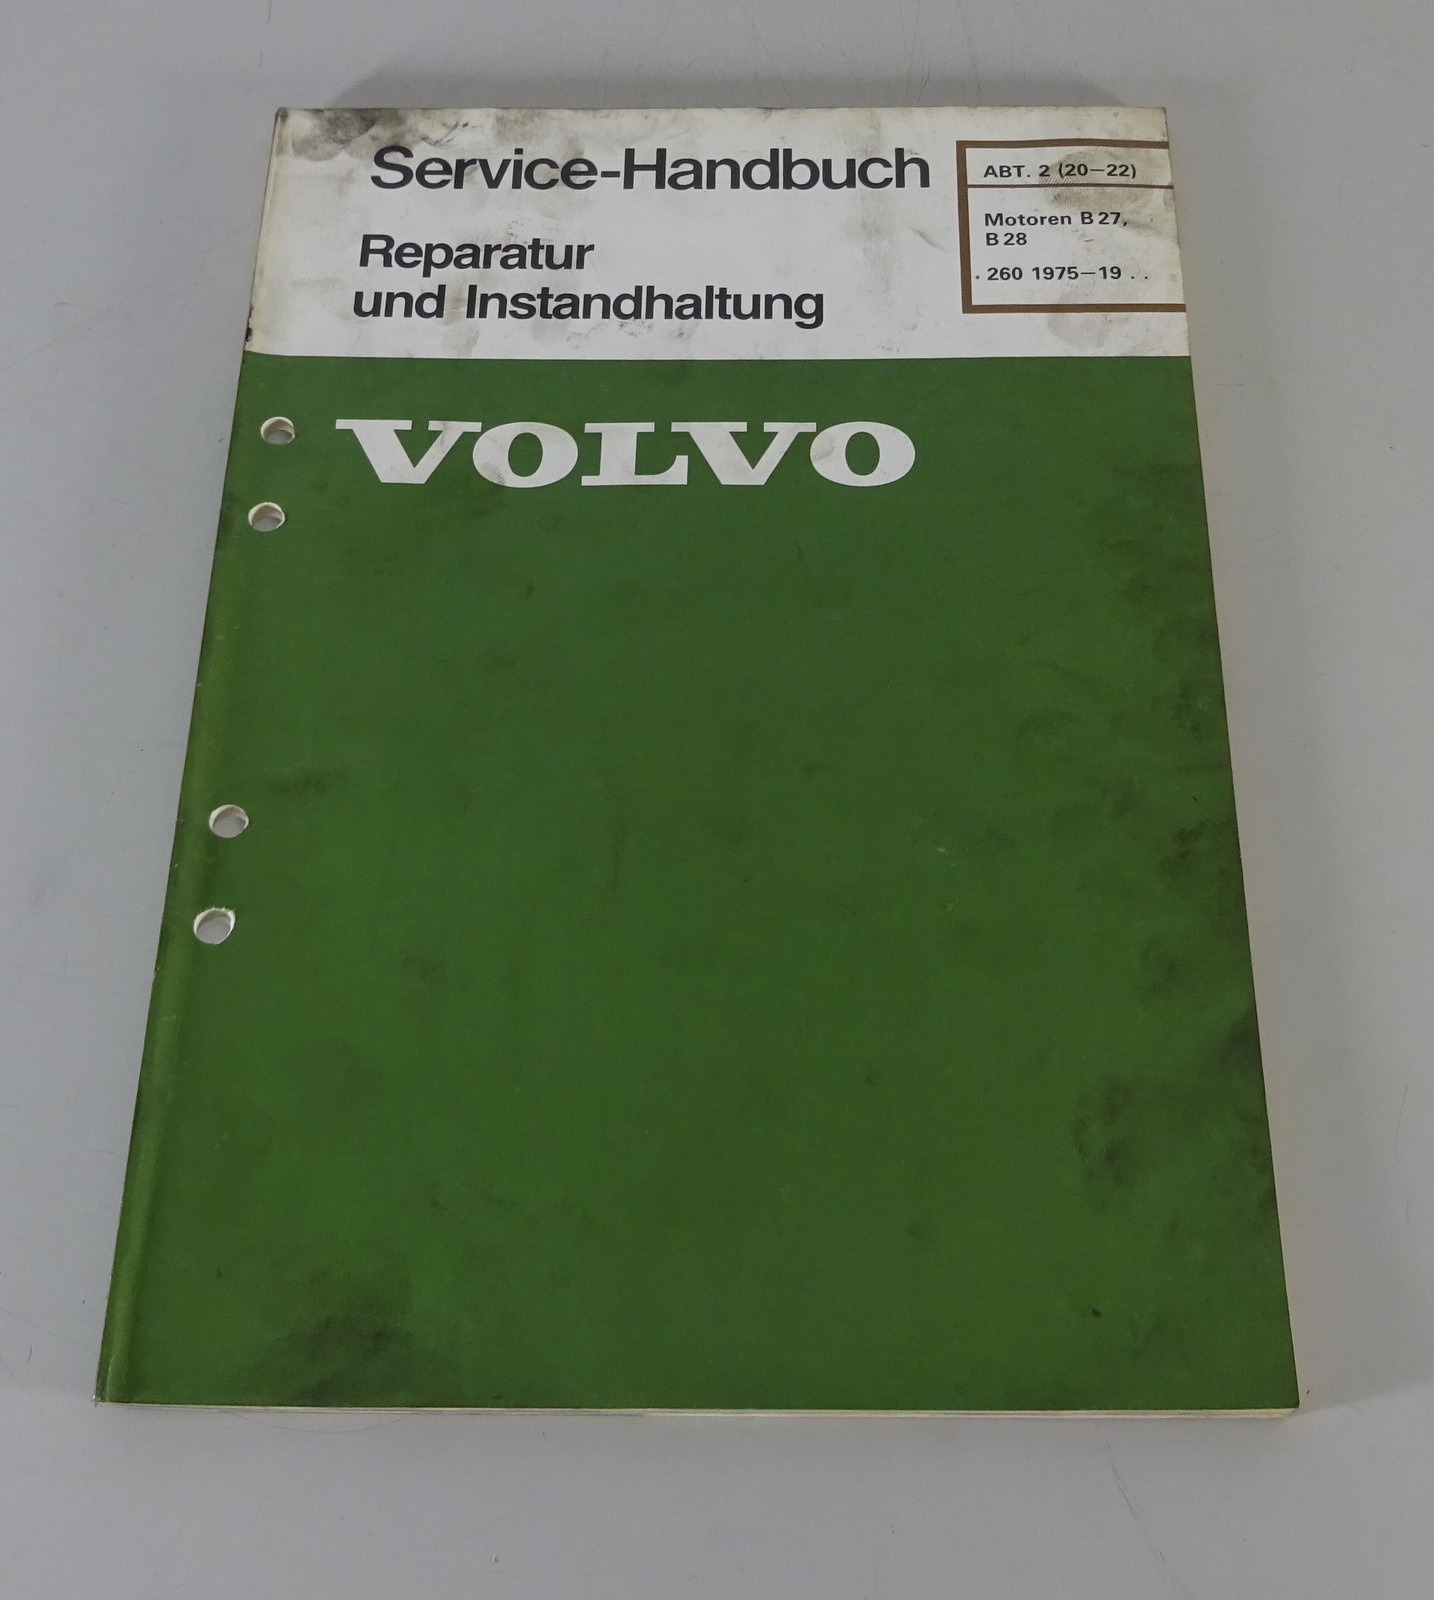 Service-Handbuch
Reparatur
und Instandhaltung
ABT. 2 (20–22)
Motoren B 27,
B 28
260 1975–19 . .
VOLVO